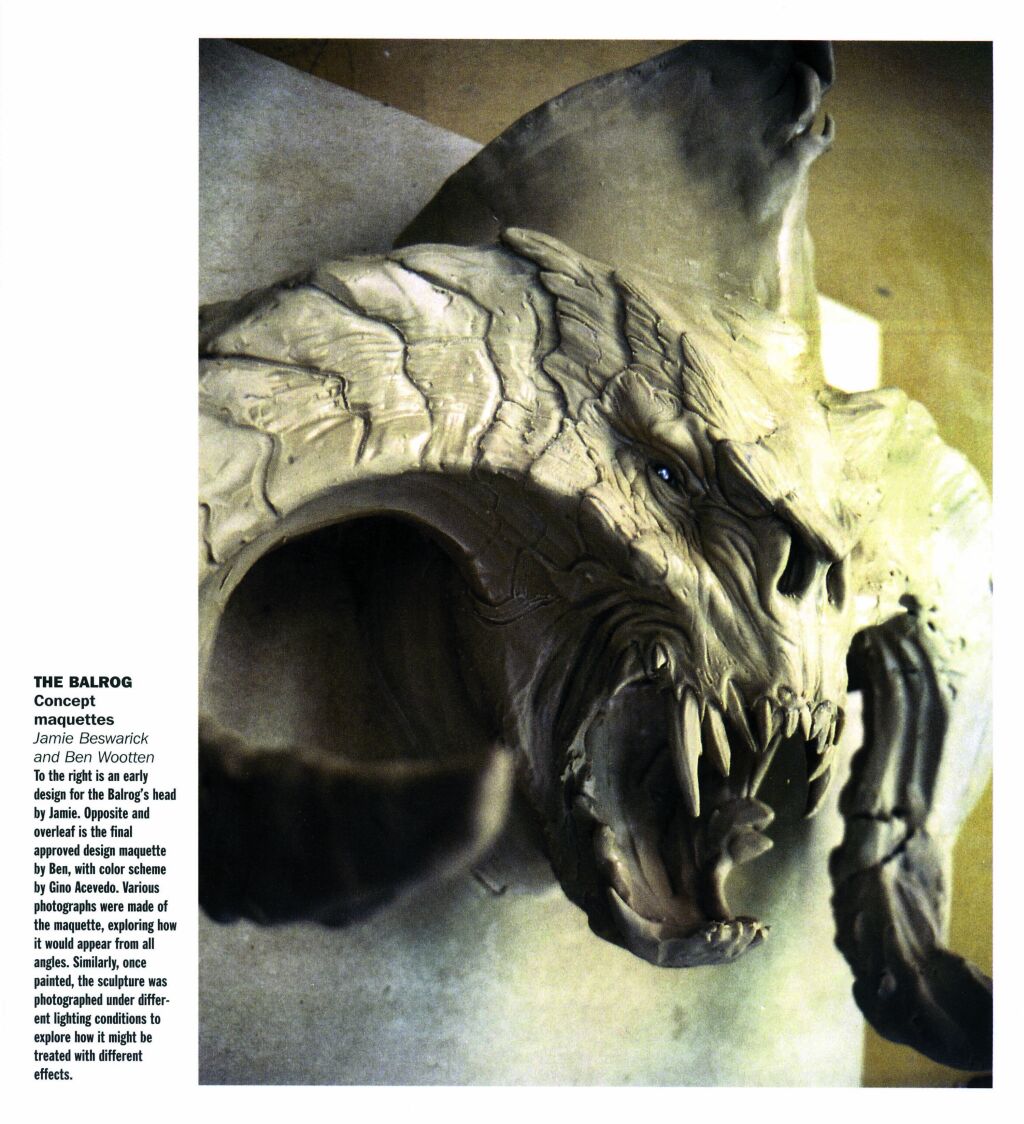 THE BALROG
Concept
maquettes
Jamie Beswarick
and Ben Wootten
To the right is an early
design for the Balrog's head
by Jamie. Opposite and
overleaf is the final
approved design maquette
by Ben, with color scheme
by Gino Acevedo. Various
photographs were made of
the maquette, exploring how
it would appear from all
angles. Similarly, once
painted, the sculpture was
photographed under differ-
ent lighting conditions to
explore how it might be
treated with different
effects.